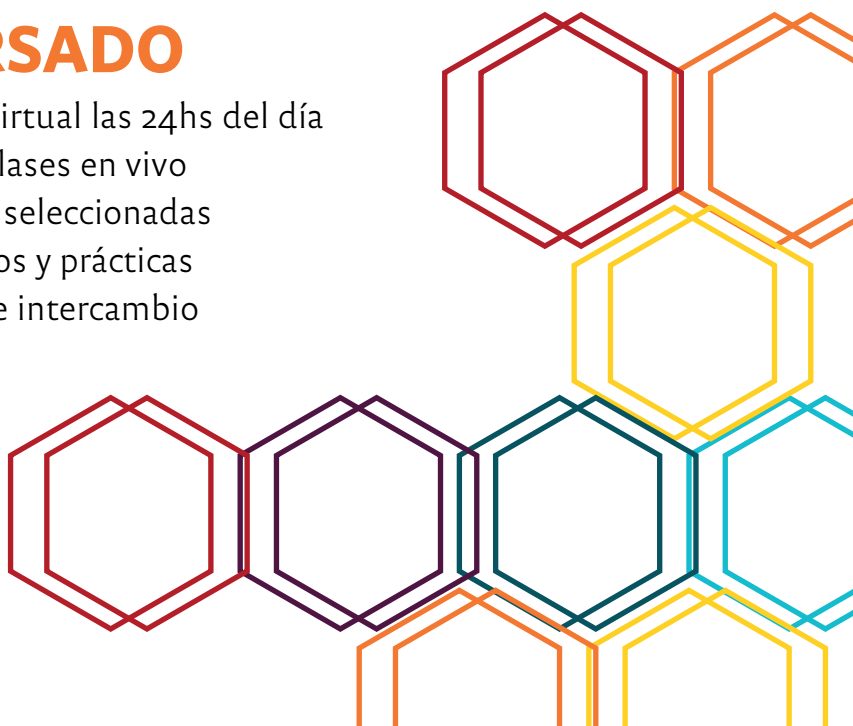 RSADO
irtual las 24hs del día
lases en vivo
seleccionadas
os y prácticas
e intercambio